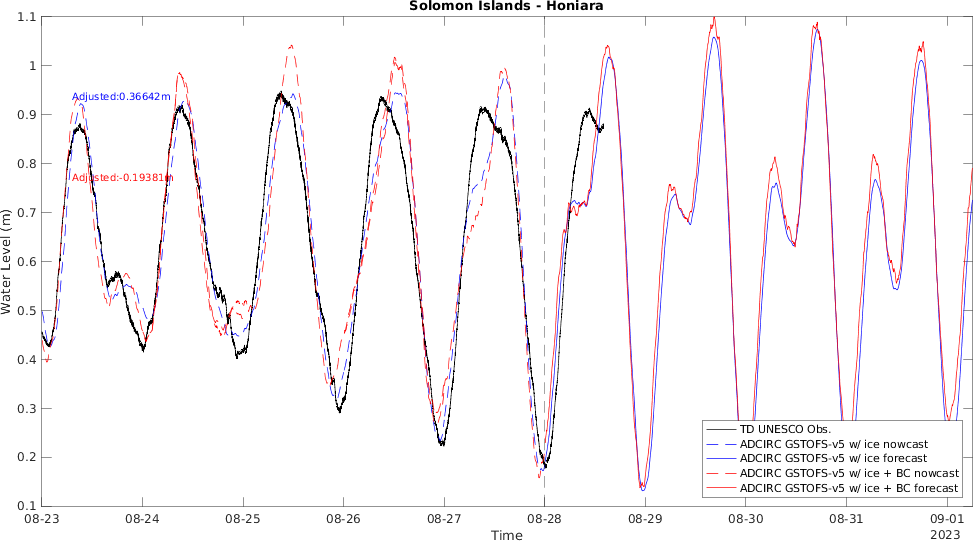 Solomon Islands - Honiara
1.1
1
0.9
0.8
0.7
0.6
0.5
0.4
0.3
0.2
0.1
Water Level (m)
Adjusted:0.36642m
Adjusted:-0.19381m
TD UNESCO Obs.
ADCIRC GSTOFS-v5 w/ ice nowcast
ADCIRC GSTOFS-v5 w/ ice forecast
ADCIRC GSTOFS-v5 w/ ice + BC nowcast
ADCIRC GSTOFS-v5 w/ ice + BC forecast
08-23 08-24 08-25 08-26 08-27 08-28 08-29 08-30 08-31 09-01
2023
Time